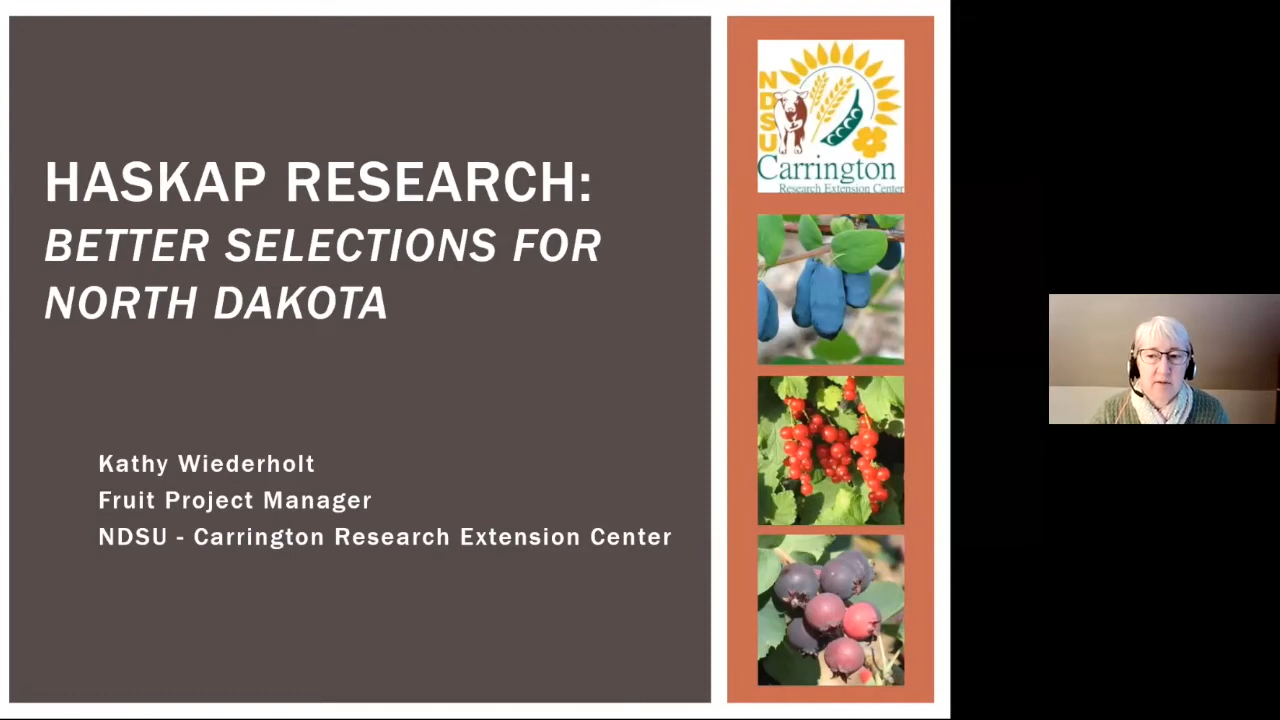 HASKAP RESEARCH:
BETTER SELECTIONS FOR
NORTH DAKOTA
Kathy Wiederholt
Fruit Project Manager
NDSU - Carrington Research Extension Center
NDSU
Carrington
Research Extension Center